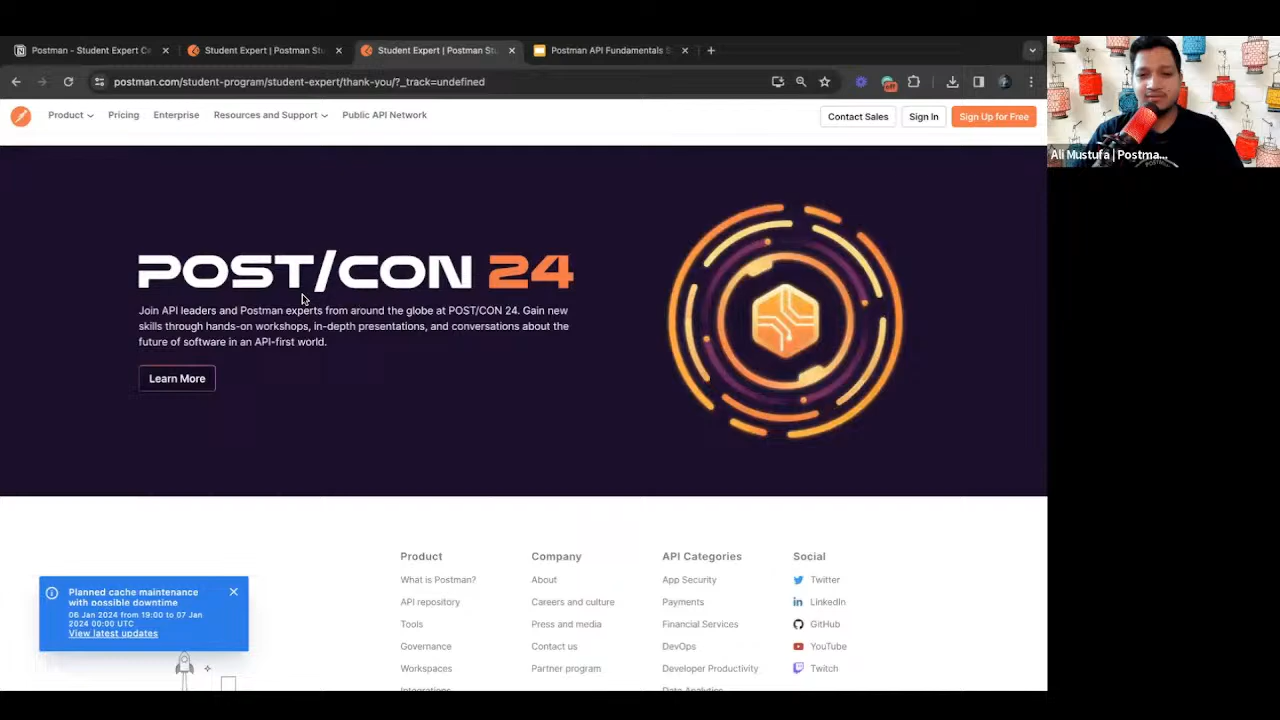 Postman - Student Expert Ce
Student Expert | Postman Stu
Student Expert | Postman Stu
Postman API Fundamentals S
postman.com/student-program/student-expert/thank-you/?_track=undefined
Product
Pricing
Enterprise
Resources and Support
Public API Network
Contact Sales
Sign In
Sign Up for Free
Ali Mustufa | Postma...
POST/CON 24
Join API leaders and Postman experts from around the globe at POST/CON 24. Gain new
skills through hands-on workshops, in-depth presentations, and conversations about the
future of software in an API-first world.
Learn More
Product
What is Postman?
API repository
Tools
Governance
Workspaces
Integrations
Company
About
Careers and culture
Press and media
Contact us
Partner program
API Categories
App Security
Payments
Financial Services
DevOps
Developer Productivity
Data Analytics
Social
Twitter
LinkedIn
GitHub
YouTube
Twitch
Planned cache maintenance
with possible downtime
06 Jan 2024 from 19:00 to 07 Jan
2024 00:00 UTC
View latest updates